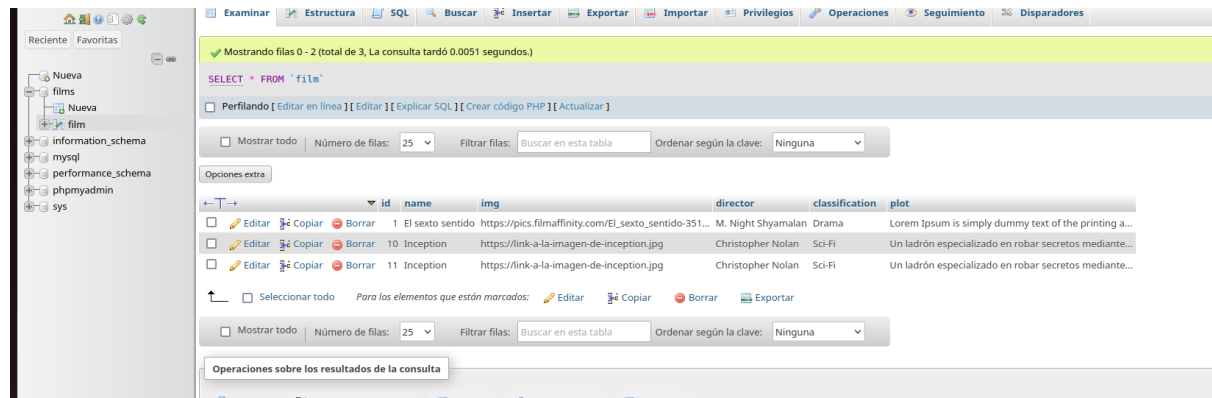 Examinar Estructura SQL Buscar Insertar Exportar Importar Privilegios Operaciones Seguimiento Disparadores
Reciente Favoritas
Nueva
films
Nueva
film
information_schema
mysql
performance_schema
phpmyadmin
sys
Mostrando filas 0 - 2 (total de 3, La consulta tardó 0.0051 segundos.)
SELECT * FROM `film`
Perfilando [ Editar en línea ] [ Editar ] [ Explicar SQL ] [ Crear código PHP ] [ Actualizar ]
Mostrar todo | Número de filas: 25 Filtrar filas: Buscar en esta tabla Ordenar según la clave: Ninguna
Opciones extra
←T→ id name img director classification plot
Editar Copiar Borrar 1 El sexto sentido https://pics.filmaffinity.com/El_sexto_sentido-351... M. Night Shyamalan Drama Lorem Ipsum is simply dummy text of the printing a...
Editar Copiar Borrar 10 Inception https://link-a-la-imagen-de-inception.jpg Christopher Nolan Sci-Fi Un ladrón especializado en robar secretos mediante...
Editar Copiar Borrar 11 Inception https://link-a-la-imagen-de-inception.jpg Christopher Nolan Sci-Fi Un ladrón especializado en robar secretos mediante...
Seleccionar todo Para los elementos que están marcados: Editar Copiar Borrar Exportar
Mostrar todo | Número de filas: 25 Filtrar filas: Buscar en esta tabla Ordenar según la clave: Ninguna
Operaciones sobre los resultados de la consulta